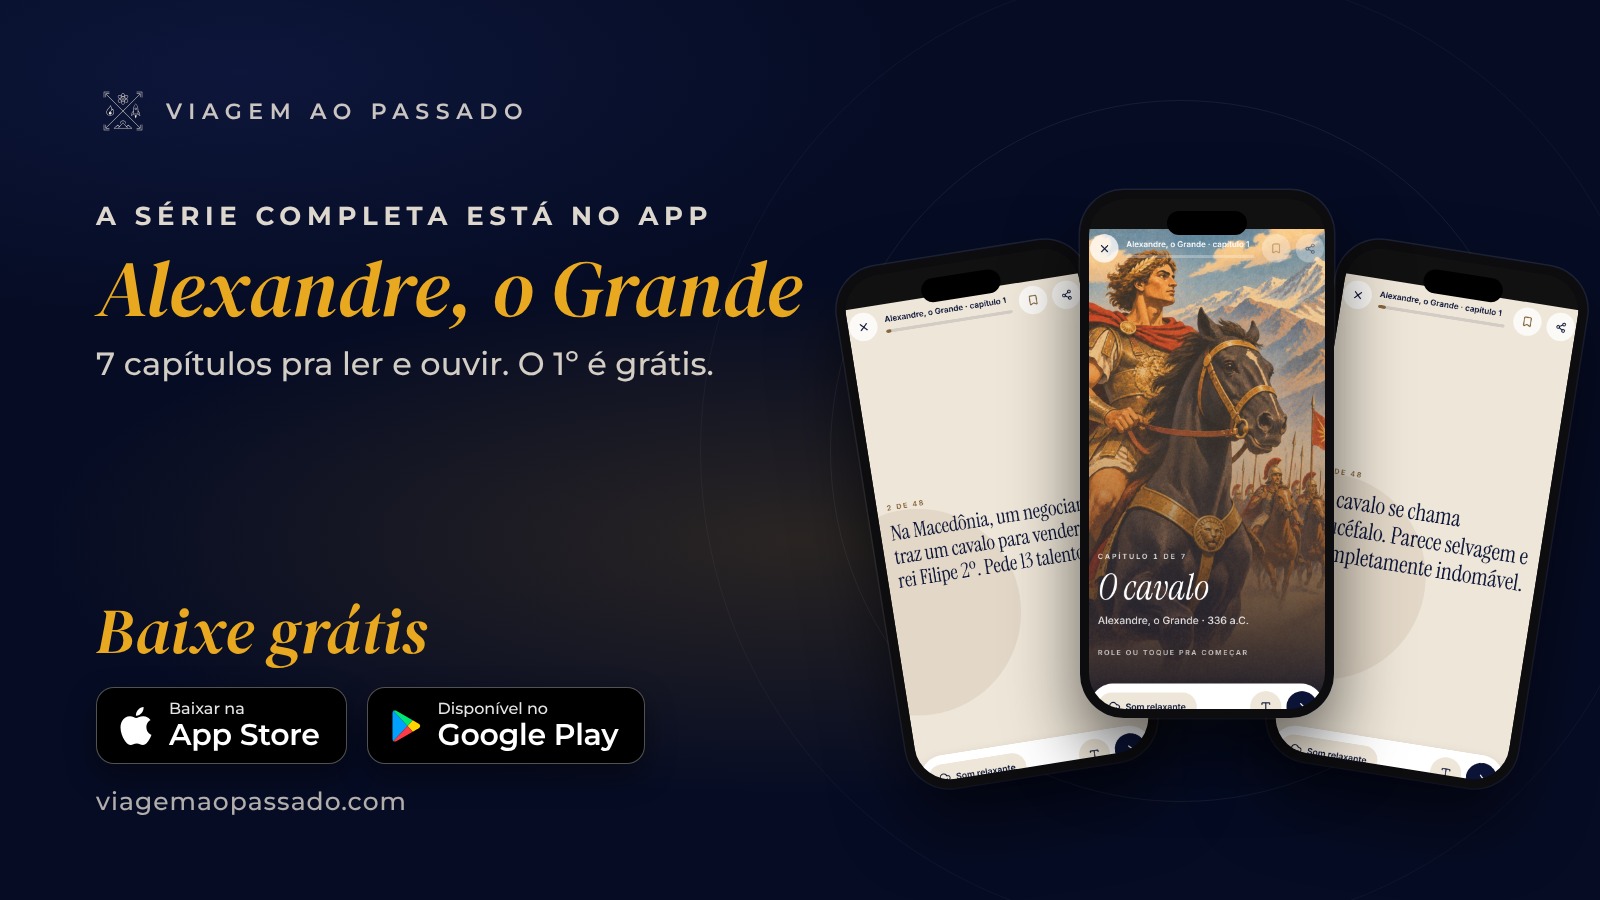 VIAGEM AO PASSADO
A SÉRIE COMPLETA ESTÁ NO APP
Alexandre, o Grande
7 capítulos pra ler e ouvir. O 1º é grátis.
Baixe grátis
Baixar na
App Store
Disponível no
Google Play
viagemaopassado.com
Alexandre, o Grande · capítulo 1
2 DE 48
Na Macedônia, um
traz um cavalo para vender
rei Filipe 2º. Pede 13
Som relaxante
Alexandre, o Grande · capítulo 1
CAPÍTULO 1 DE 7
O cavalo
Alexandre, o Grande · 336 a.C.
ROLE OU TOQUE PRA COMEÇAR
Som relaxante
Alexandre, o Grande · capítulo 1
DE 48
cavalo se chama
Parece selvagem e
indomável.
Som relaxante